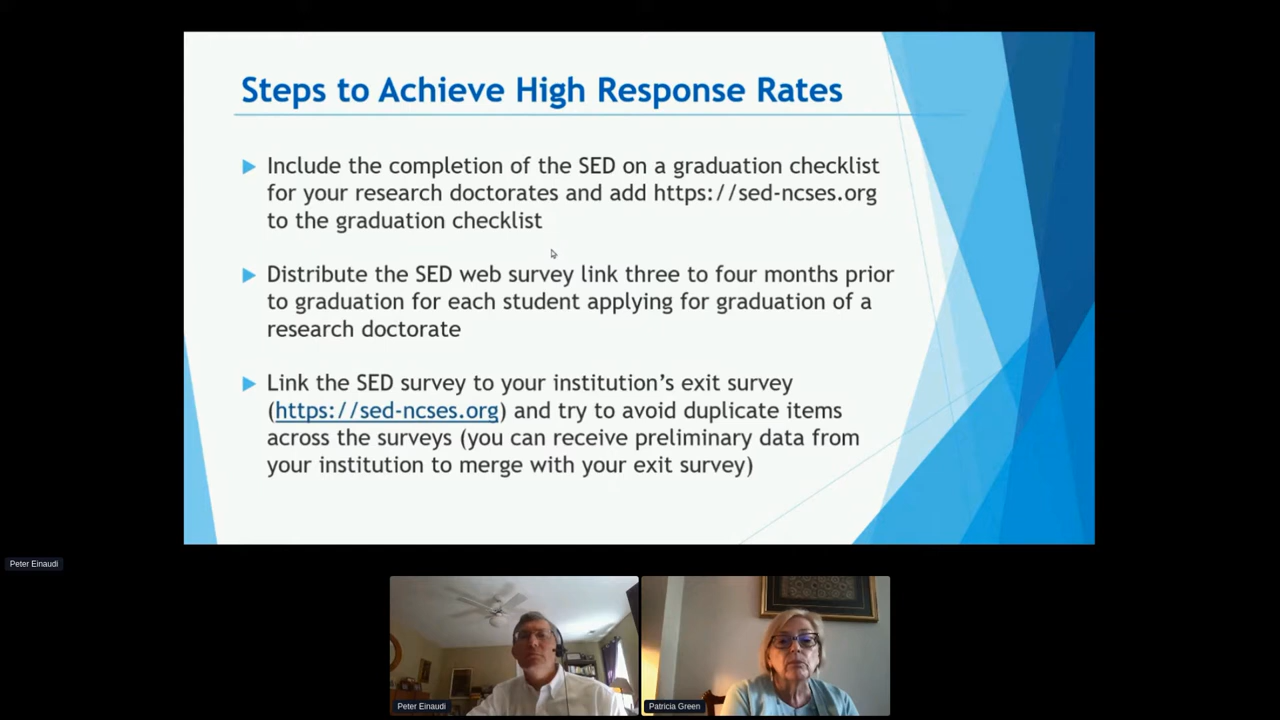 Steps to Achieve High Response Rates
Include the completion of the SED on a graduation checklist
for your research doctorates and add https://sed-ncses.org
to the graduation checklist
Distribute the SED web survey link three to four months prior
to graduation for each student applying for graduation of a
research doctorate
Link the SED survey to your institution's exit survey
(https://sed-ncses.org) and try to avoid duplicate items
across the surveys (you can receive preliminary data from
your institution to merge with your exit survey)
Peter Einaudi
Peter Einaudi
Patricia Green